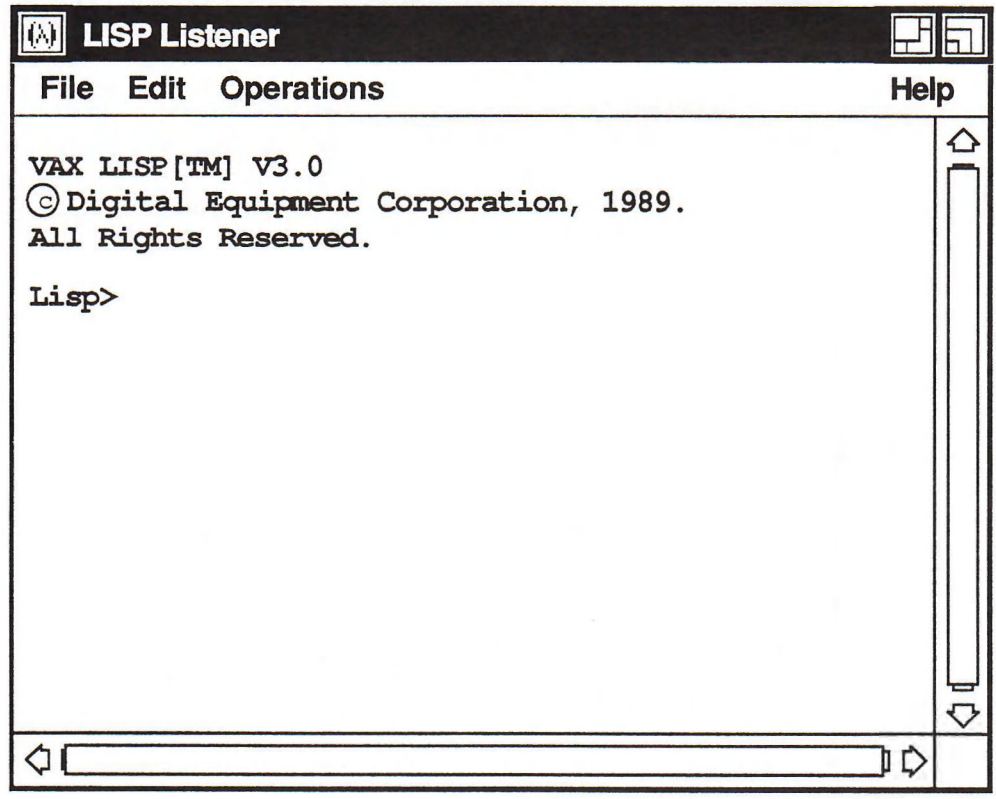 LISP Listener
File Edit Operations Help
VAX LISP[TM] V3.0
©Digital Equipment Corporation, 1989.
All Rights Reserved.
Lisp>